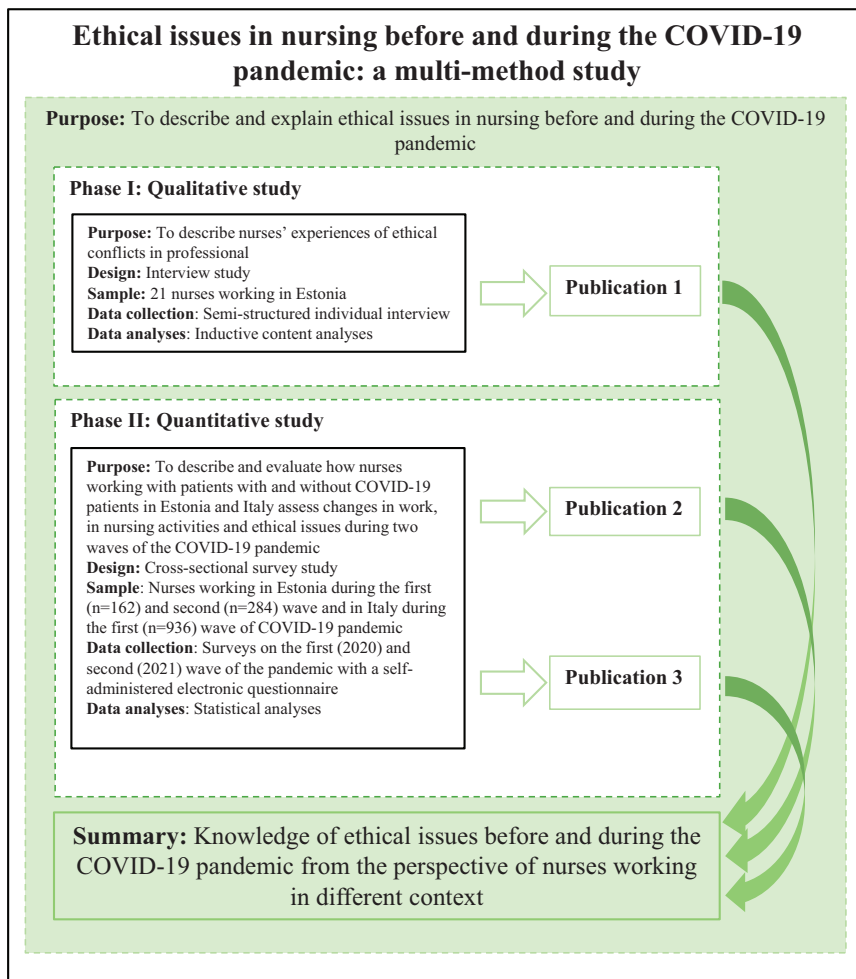 Ethical issues in nursing before and during the COVID-19
pandemic: a multi-method study
Purpose: To describe and explain ethical issues in nursing before and during the COVID-19
pandemic
Phase I: Qualitative study
Purpose: To describe nurses’ experiences of ethical
conflicts in professional
Design: Interview study
Sample: 21 nurses working in Estonia
Data collection: Semi-structured individual interview
Data analyses: Inductive content analyses
Publication 1
Phase II: Quantitative study
Purpose: To describe and evaluate how nurses
working with patients with and without COVID-19
patients in Estonia and Italy assess changes in work,
in nursing activities and ethical issues during two
waves of the COVID-19 pandemic
Design: Cross-sectional survey study
Sample: Nurses working in Estonia during the first
(n=162) and second (n=284) wave and in Italy during
the first (n=936) wave of COVID-19 pandemic
Data collection: Surveys on the first (2020) and
second (2021) wave of the pandemic with a self-
administered electronic questionnaire
Data analyses: Statistical analyses
Publication 2
Publication 3
Summary: Knowledge of ethical issues before and during the
COVID-19 pandemic from the perspective of nurses working
in different context